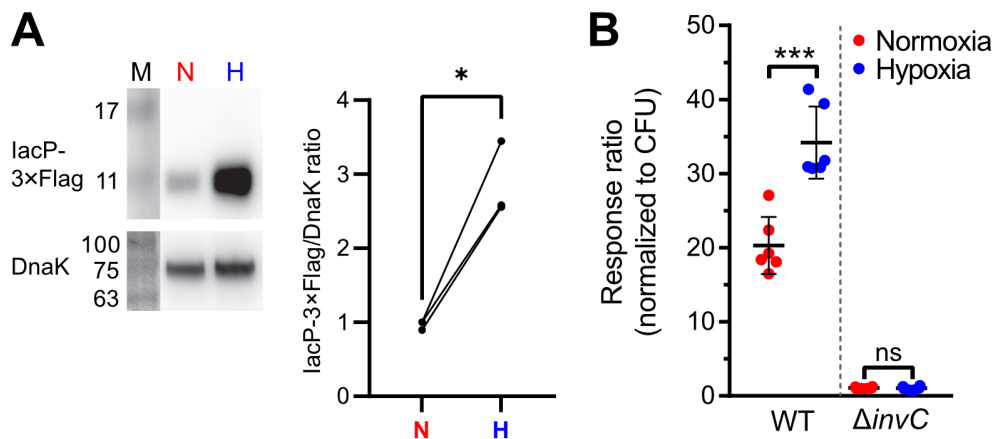 A
M N H
17
IacP-
3×Flag
11
100
DnaK 75
63
IacP-3×Flag/DnaK ratio
4
3
2
1
0
*
N H
B
Response ratio
(normalized to CFU)
50
40
30
20
10
0
***
ns
Normoxia
Hypoxia
WT ΔinvC